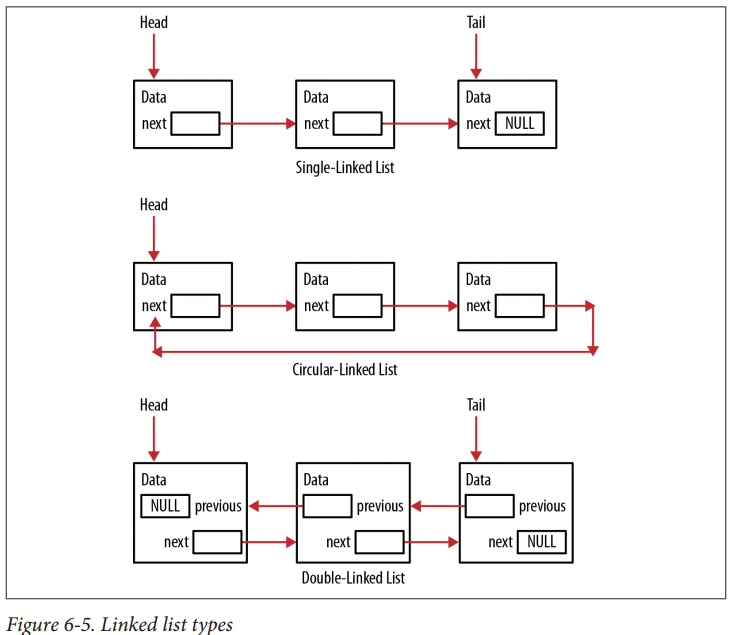 Head Tail
Data Data Data
next next next NULL
Single-Linked List
Head
Data Data Data
next next next
Circular-Linked List
Head Tail
Data Data Data
NULL previous previous previous
next next next NULL
Double-Linked List
Figure 6-5. Linked list types